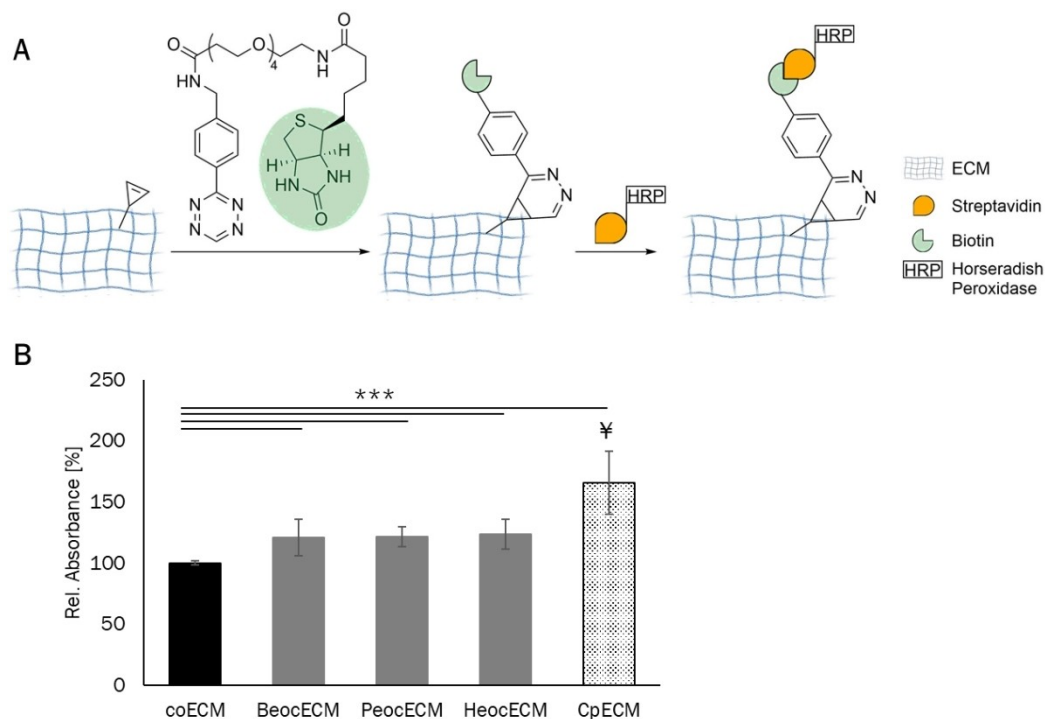 A
O
O
4
N
H
O
HRP
NH
S
H
H
HN
NH
O
N
N
N
N
N
N
HRP
N
N
ECM
Streptavidin
Biotin
HRP
Horseradish
Peroxidase
B
250
200
150
100
50
0
Rel. Absorbance [%]
***
¥
coECM
BeocECM
PeocECM
HeocECM
CpECM